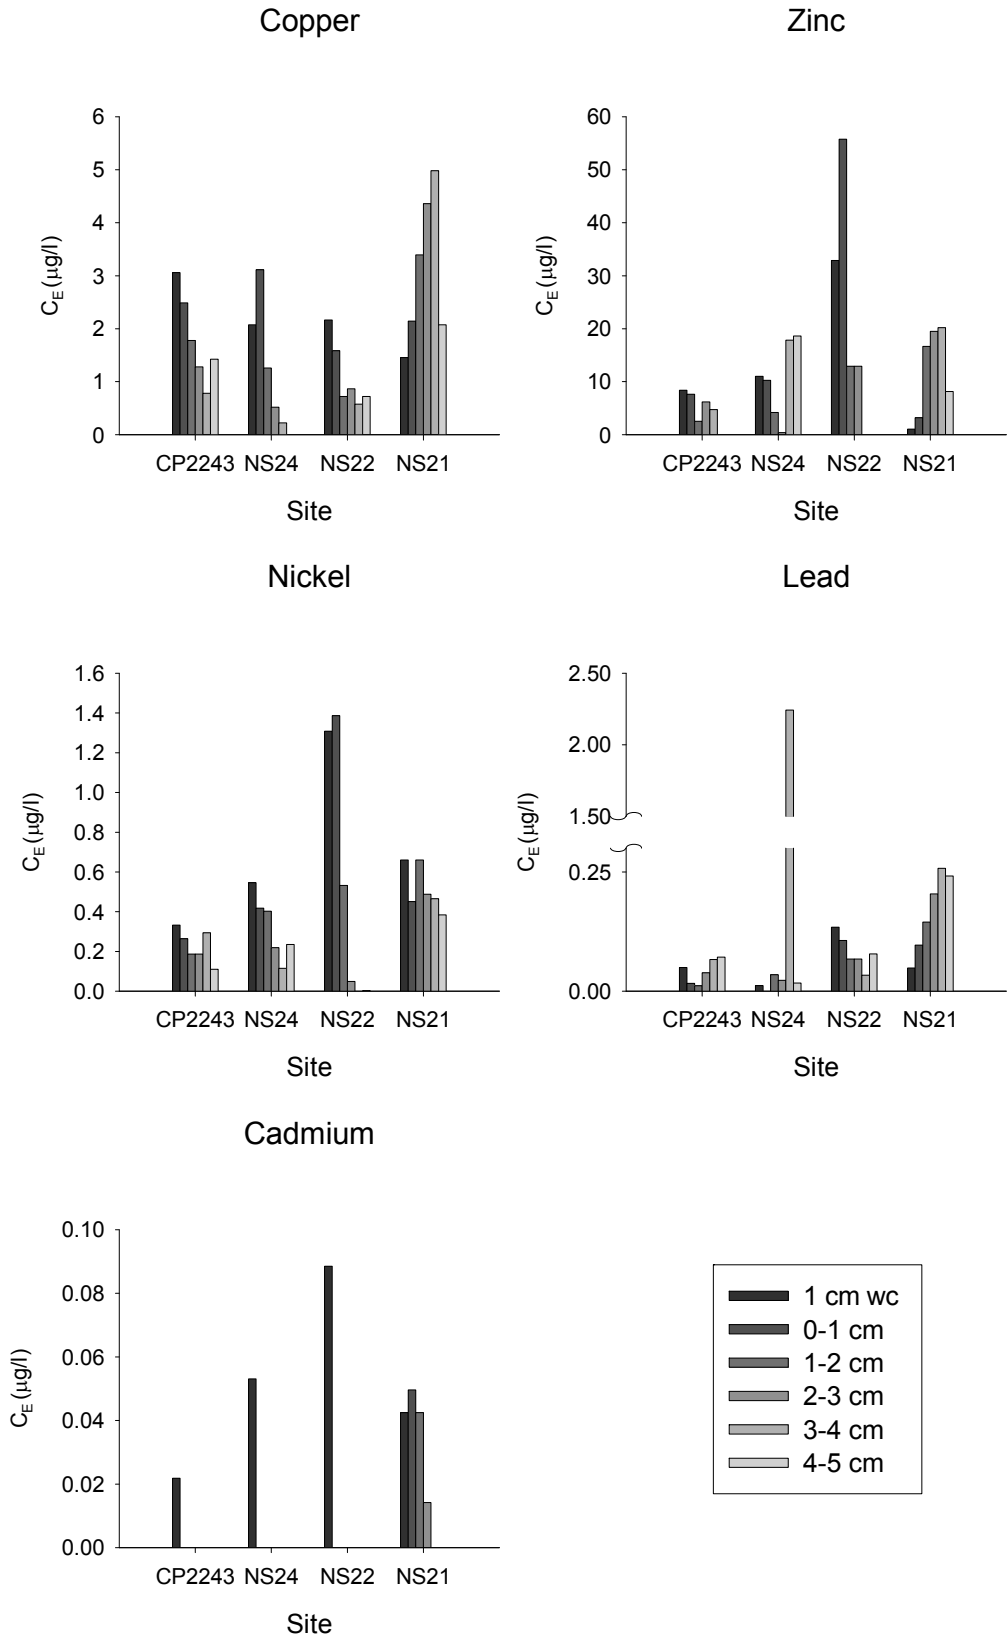 Copper
6
5
4
3
2
1
0
C_E (µg/l)
CP2243 NS24 NS22 NS21
Site
Zinc
60
50
40
30
20
10
0
C_E (µg/l)
CP2243 NS24 NS22 NS21
Site
Nickel
1.6
1.4
1.2
1.0
0.8
0.6
0.4
0.2
0.0
C_E (µg/l)
CP2243 NS24 NS22 NS21
Site
Lead
2.50
2.00
1.50
0.25
0.00
C_E (µg/l)
CP2243 NS24 NS22 NS21
Site
Cadmium
0.10
0.08
0.06
0.04
0.02
0.00
C_E (µg/l)
CP2243 NS24 NS22 NS21
Site
1 cm wc
0-1 cm
1-2 cm
2-3 cm
3-4 cm
4-5 cm